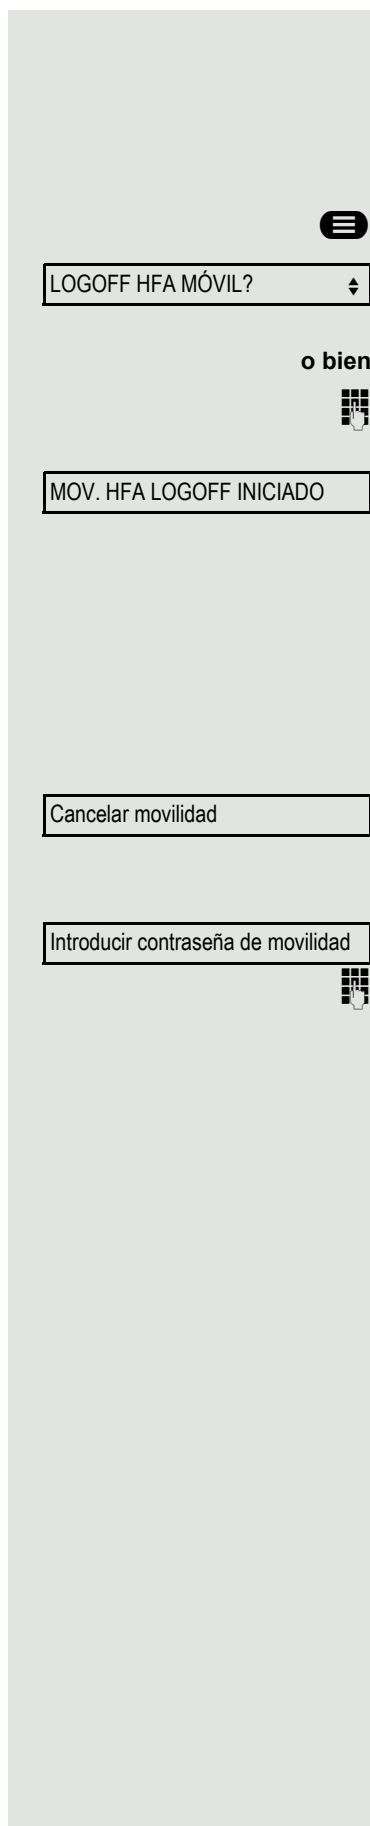 LOGOFF HFA MÓVIL?
o bien
MOV. HFA LOGOFF INICIADO
Cancelar movilidad
Introducir contraseña de movilidad